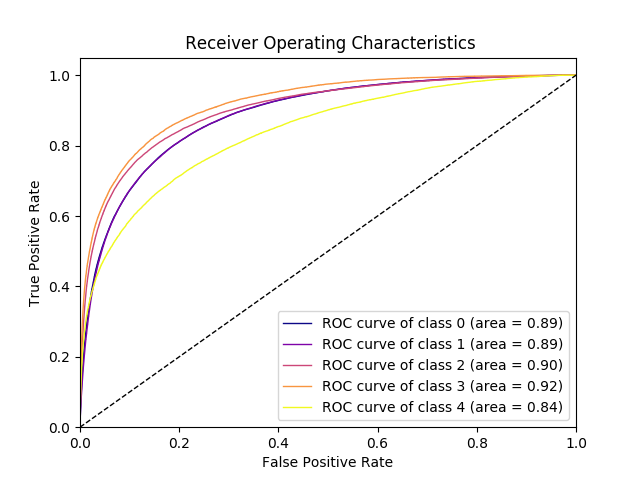 Receiver Operating Characteristics
1.0
0.8
0.6
0.4
0.2
0.0
True Positive Rate
ROC curve of class 0 (area = 0.89)
ROC curve of class 1 (area = 0.89)
ROC curve of class 2 (area = 0.90)
ROC curve of class 3 (area = 0.92)
ROC curve of class 4 (area = 0.84)
0.0 0.2 0.4 0.6 0.8 1.0
False Positive Rate